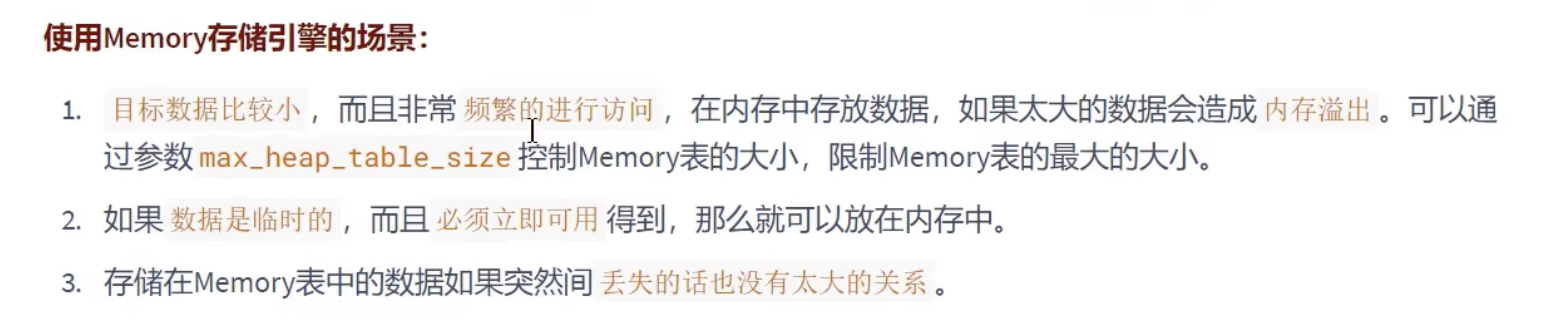 使用Memory存储引擎的场景：
1. 目标数据比较小，而且非常频繁的进行访问，在内存中存放数据，如果太大的数据会造成内存溢出。可以通
过参数max_heap_table_size控制Memory表的大小，限制Memory表的最大的大小。
2. 如果数据是临时的，而且必须立即可用得到，那么就可以放在内存中。
3. 存储在Memory表中的数据如果突然间丢失的话也没有太大的关系。